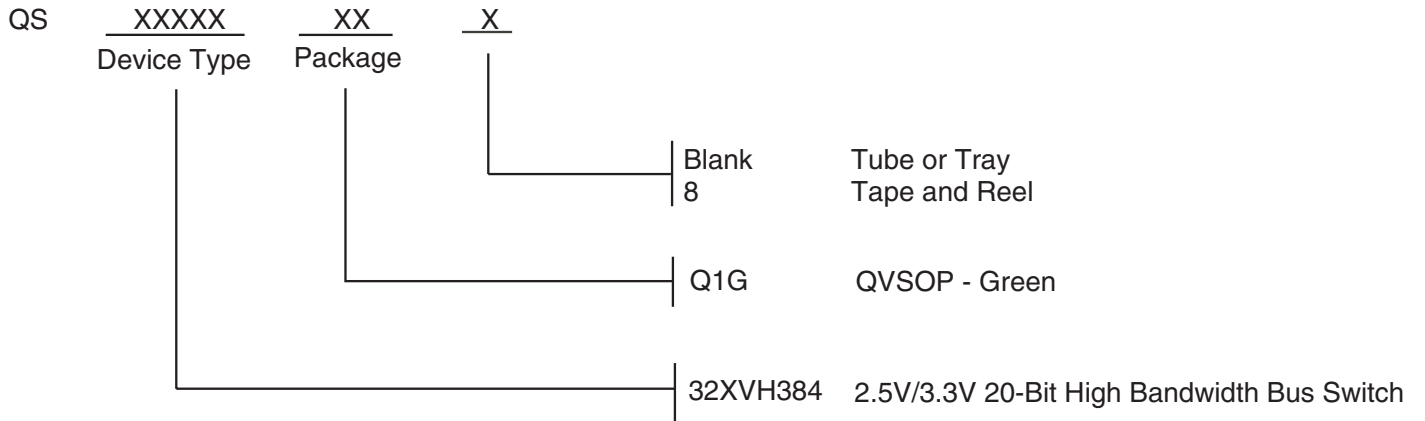 QS XXXXX XX X
Device Type Package
Blank Tube or Tray
8 Tape and Reel
Q1G QVSOP - Green
32XVH384 2.5V/3.3V 20-Bit High Bandwidth Bus Switch